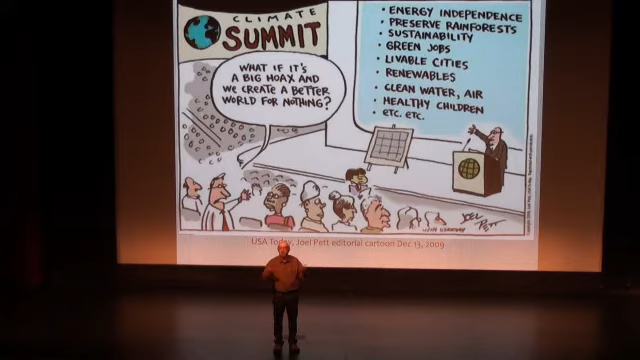 CLIMATE
SUMMIT
WHAT IF IT'S
A BIG HOAX AND
WE CREATE A BETTER
WORLD FOR NOTHING?
• ENERGY INDEPENDENCE
• PRESERVE RAINFORESTS
• SUSTAINABILITY
• GREEN JOBS
• LIVABLE CITIES
• RENEWABLES
• CLEAN WATER, AIR
• HEALTHY CHILDREN
• ETC. ETC.
JOEL
PETT
USA Today, Joel Pett editorial cartoon Dec 13, 2009